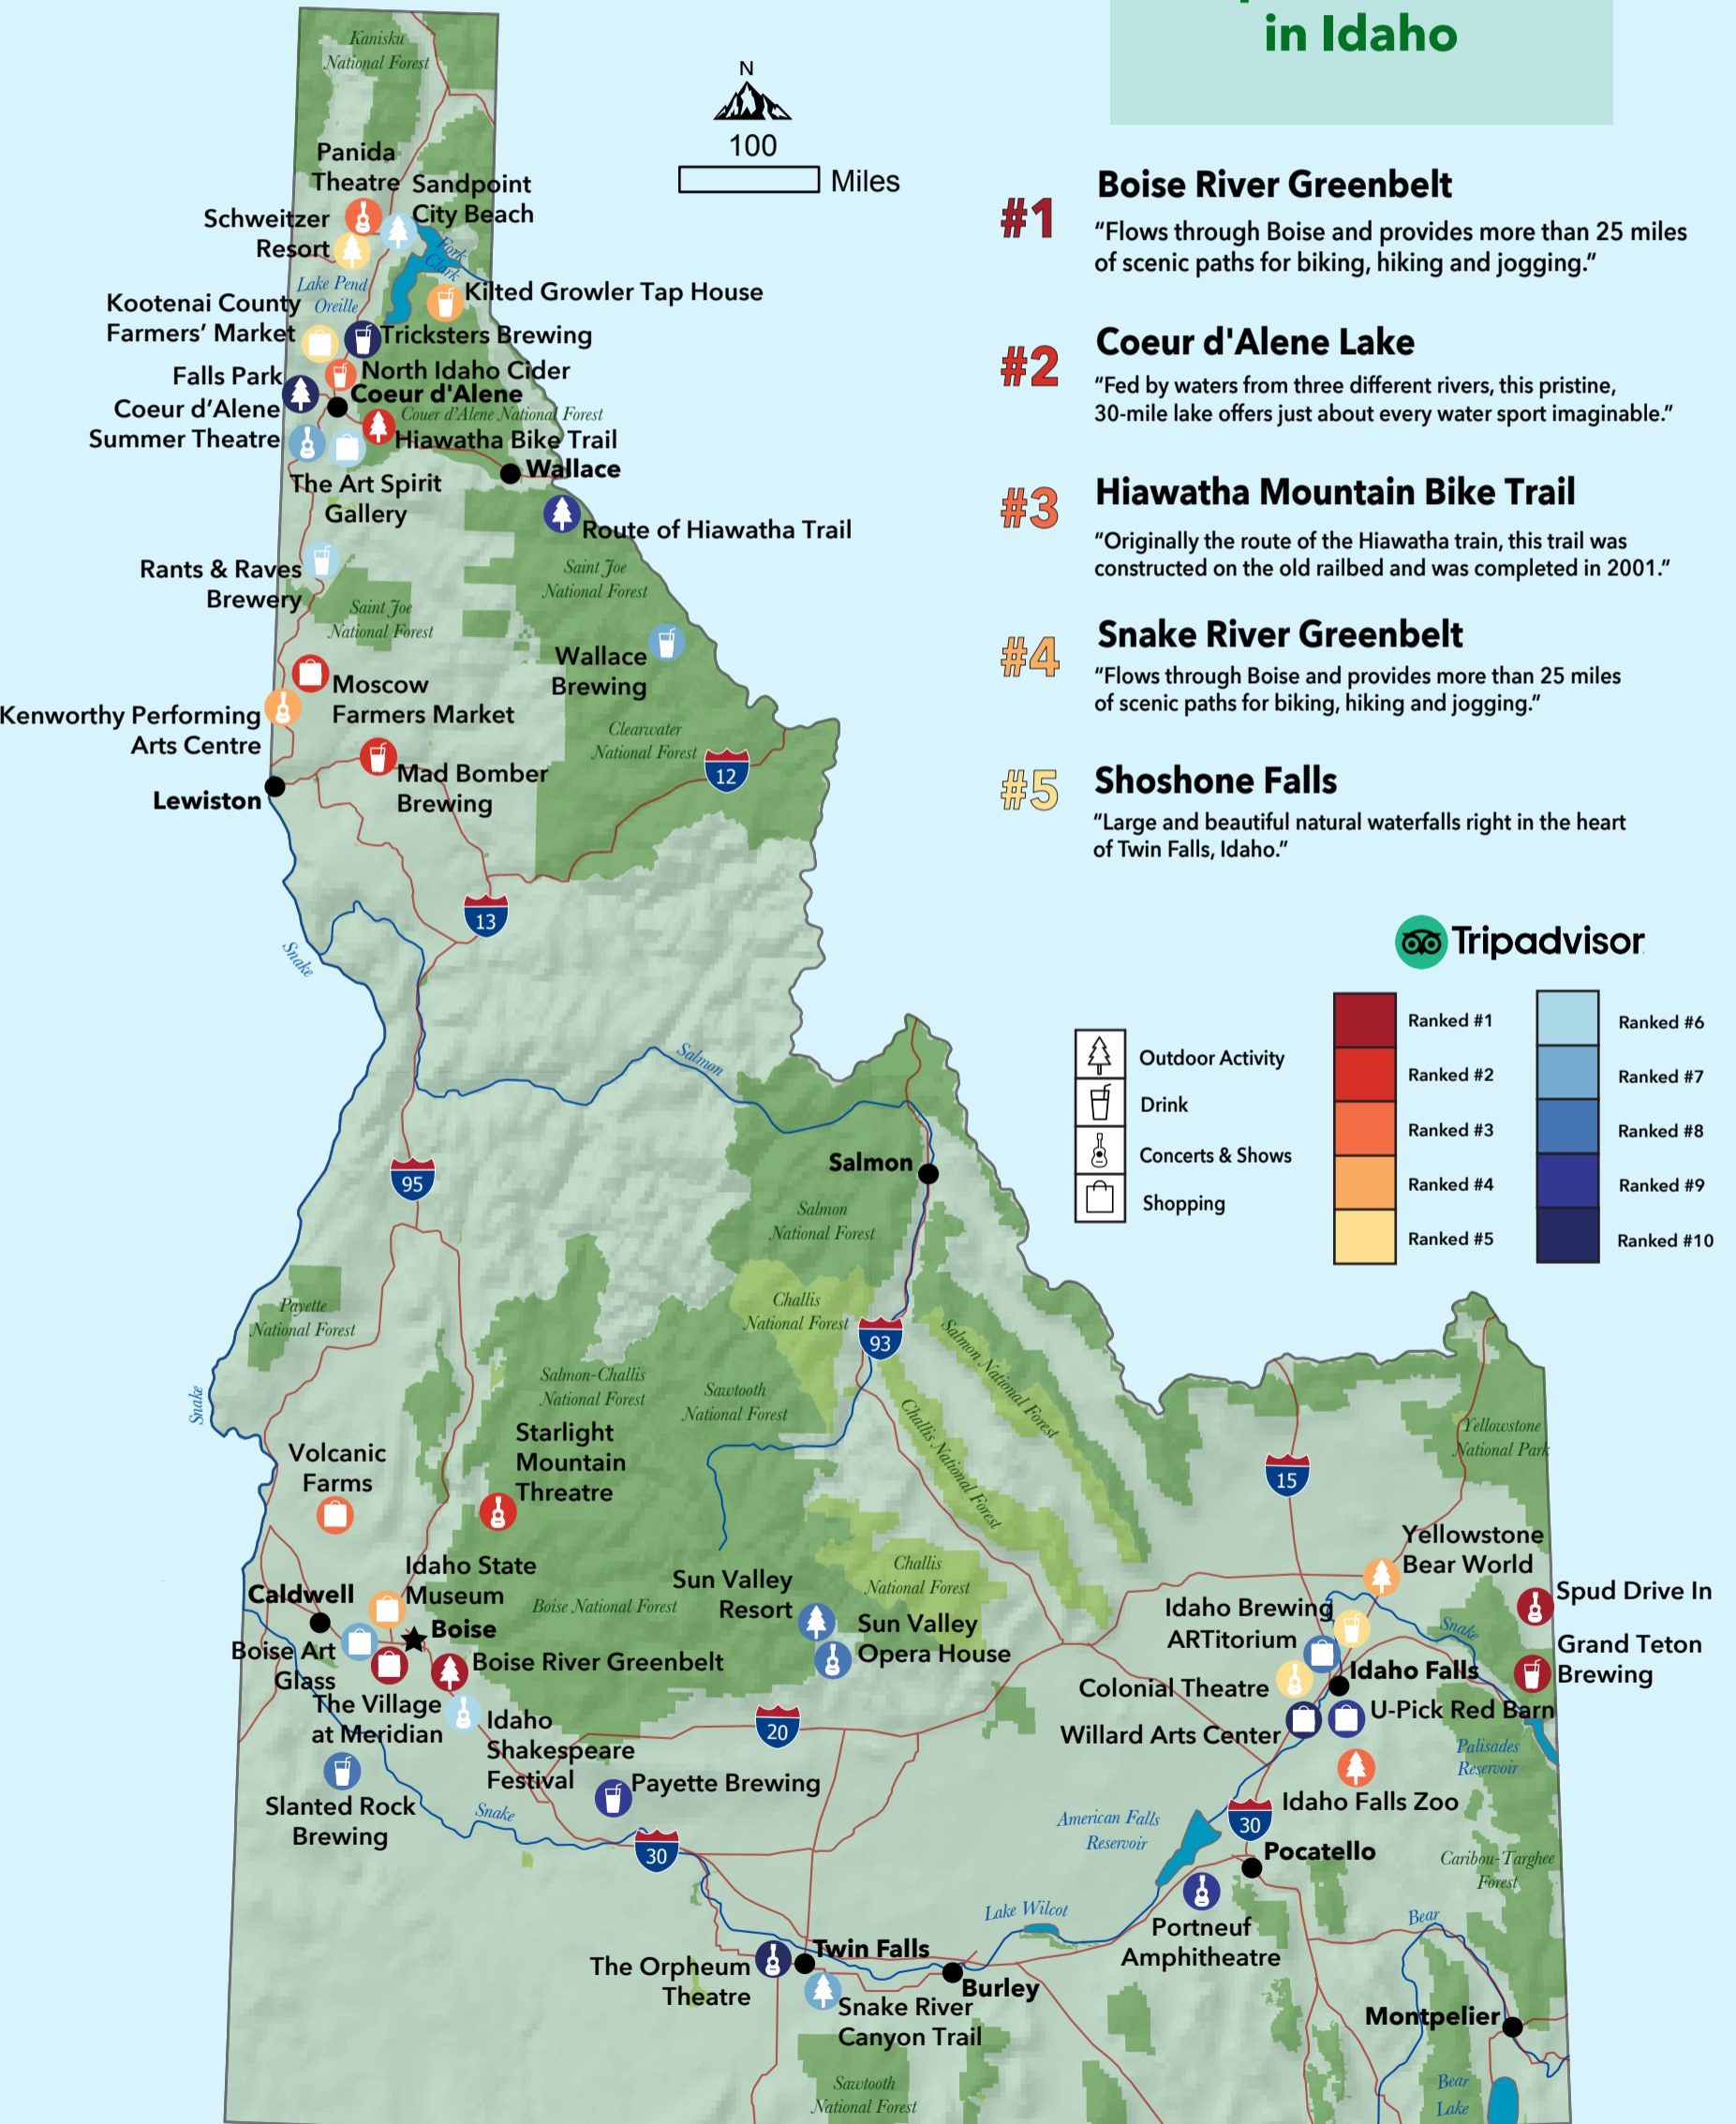 in Idaho
N
100
Miles
#1
Boise River Greenbelt
“Flows through Boise and provides more than 25 miles
of scenic paths for biking, hiking and jogging.”
#2
Coeur d'Alene Lake
“Fed by waters from three different rivers, this pristine,
30-mile lake offers just about every water sport imaginable.”
#3
Hiawatha Mountain Bike Trail
“Originally the route of the Hiawatha train, this trail was
constructed on the old railbed and was completed in 2001.”
#4
Snake River Greenbelt
“Flows through Boise and provides more than 25 miles
of scenic paths for biking, hiking and jogging.”
#5
Shoshone Falls
“Large and beautiful natural waterfalls right in the heart
of Twin Falls, Idaho.”
Tripadvisor
Outdoor Activity
Drink
Concerts & Shows
Shopping
Ranked #1
Ranked #2
Ranked #3
Ranked #4
Ranked #5
Ranked #6
Ranked #7
Ranked #8
Ranked #9
Ranked #10
Kanisku
National Forest
Panida
Theatre
Sandpoint
City Beach
Schweitzer
Resort
Fork
Clark
Lake Pend
Oreille
Kilted Growler Tap House
Kootenai County
Farmers’ Market
Tricksters Brewing
North Idaho Cider
Falls Park
Coeur d'Alene
Coeur d’Alene
Summer Theatre
Couer d’Alene National Forest
Hiawatha Bike Trail
Wallace
The Art Spirit
Gallery
Route of Hiawatha Trail
Rants & Raves
Brewery
Saint Joe
National Forest
Saint Joe
National Forest
Wallace
Brewing
Moscow
Farmers Market
Kenworthy Performing
Arts Centre
Clearwater
National Forest
12
Mad Bomber
Brewing
Lewiston
13
Snake
Salmon
Salmon
95
Salmon
National Forest
Payette
National Forest
Challis
National Forest
93
Salmon National Forest
Snake
Salmon-Challis
National Forest
Sawtooth
National Forest
Challis National Forest
Starlight
Mountain
Threatre
Volcanic
Farms
15
Yellowstone
National Park
Yellowstone
Bear World
Idaho State
Museum
Caldwell
Boise National Forest
Sun Valley
Resort
Challis
National Forest
Sun Valley
Opera House
Boise
Boise Art
Glass
Boise River Greenbelt
The Village
at Meridian
Idaho
Shakespeare
Festival
20
Idaho Brewing
ARTitorium
Spud Drive In
Snake
Grand Teton
Brewing
Idaho Falls
Colonial Theatre
U-Pick Red Barn
Willard Arts Center
Palisades
Reservoir
Idaho Falls Zoo
Slanted Rock
Brewing
Payette Brewing
Snake
30
American Falls
Reservoir
30
Pocatello
Caribou-Targhee
Forest
Portneuf
Amphitheatre
Lake Wilcot
Bear
The Orpheum
Theatre
Twin Falls
Burley
Snake River
Canyon Trail
Montpelier
Sawtooth
National Forest
Bear
Lake